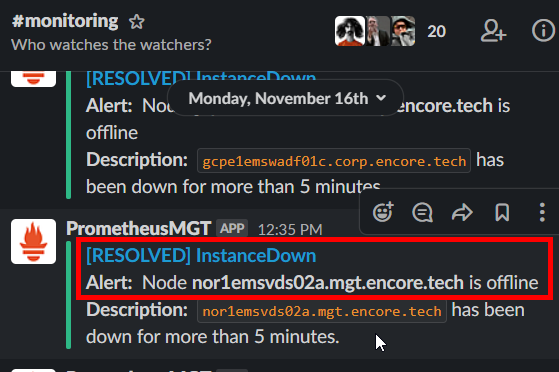 #monitoring
Who watches the watchers?
20
[RESOLVED] InstanceDown
Monday, November 16th
Alert: Nod encore.tech is
offline
Description: gcpe1emswadf01c.corp.encore.tech has
been down for more than 5 minutes
PrometheusMGT APP 12:35 PM
[RESOLVED] InstanceDown
Alert: Node nor1emsvds02a.mgt.encore.tech is offline
Description: nor1emsvds02a.mgt.encore.tech has been
down for more than 5 minutes.